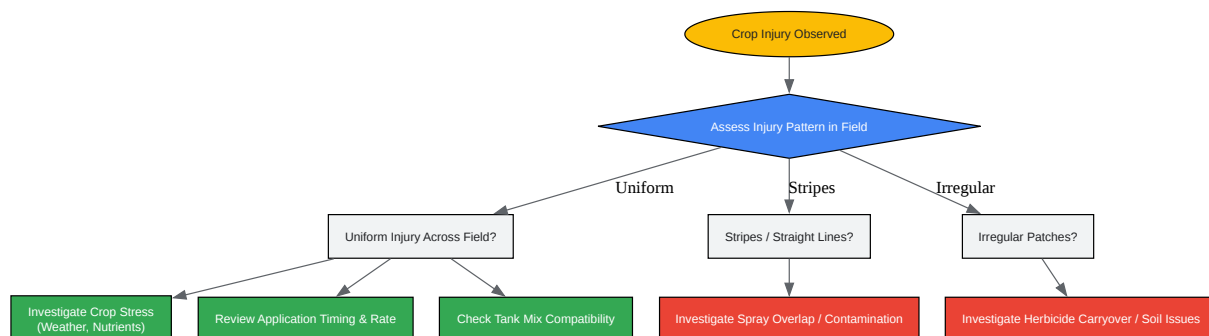 Crop Injury Observed
Assess Injury Pattern in Field
Uniform
Stripes
Irregular
Uniform Injury Across Field?
Stripes / Straight Lines?
Irregular Patches?
Investigate Crop Stress
(Weather, Nutrients)
Review Application Timing & Rate
Check Tank Mix Compatibility
Investigate Spray Overlap / Contamination
Investigate Herbicide Carryover / Soil Issues